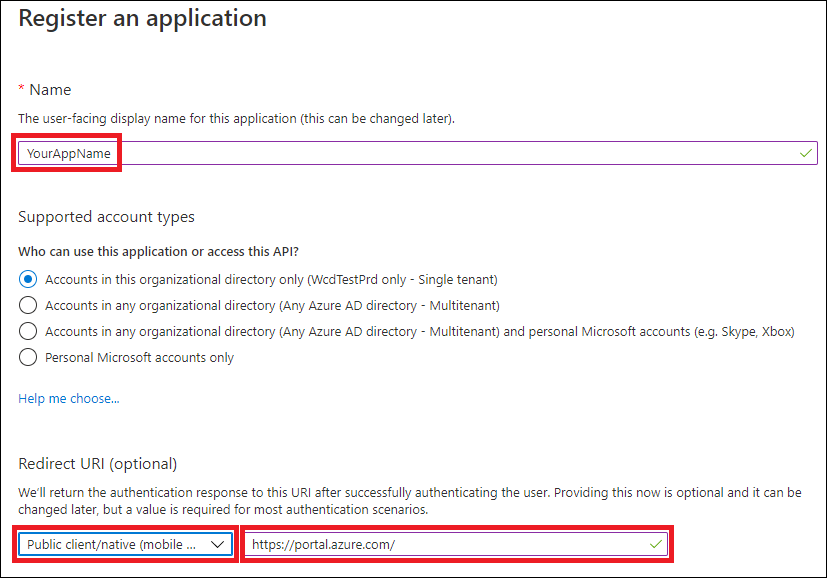 Register an application
* Name
The user-facing display name for this application (this can be changed later).
YourAppName
Supported account types
Who can use this application or access this API?
Accounts in this organizational directory only (WcdTestPrd only - Single tenant)
Accounts in any organizational directory (Any Azure AD directory - Multitenant)
Accounts in any organizational directory (Any Azure AD directory - Multitenant) and personal Microsoft accounts (e.g. Skype, Xbox)
Personal Microsoft accounts only
Help me choose...
Redirect URI (optional)
We'll return the authentication response to this URI after successfully authenticating the user. Providing this now is optional and it can be
changed later, but a value is required for most authentication scenarios.
Public client/native (mobile ... https://portal.azure.com/